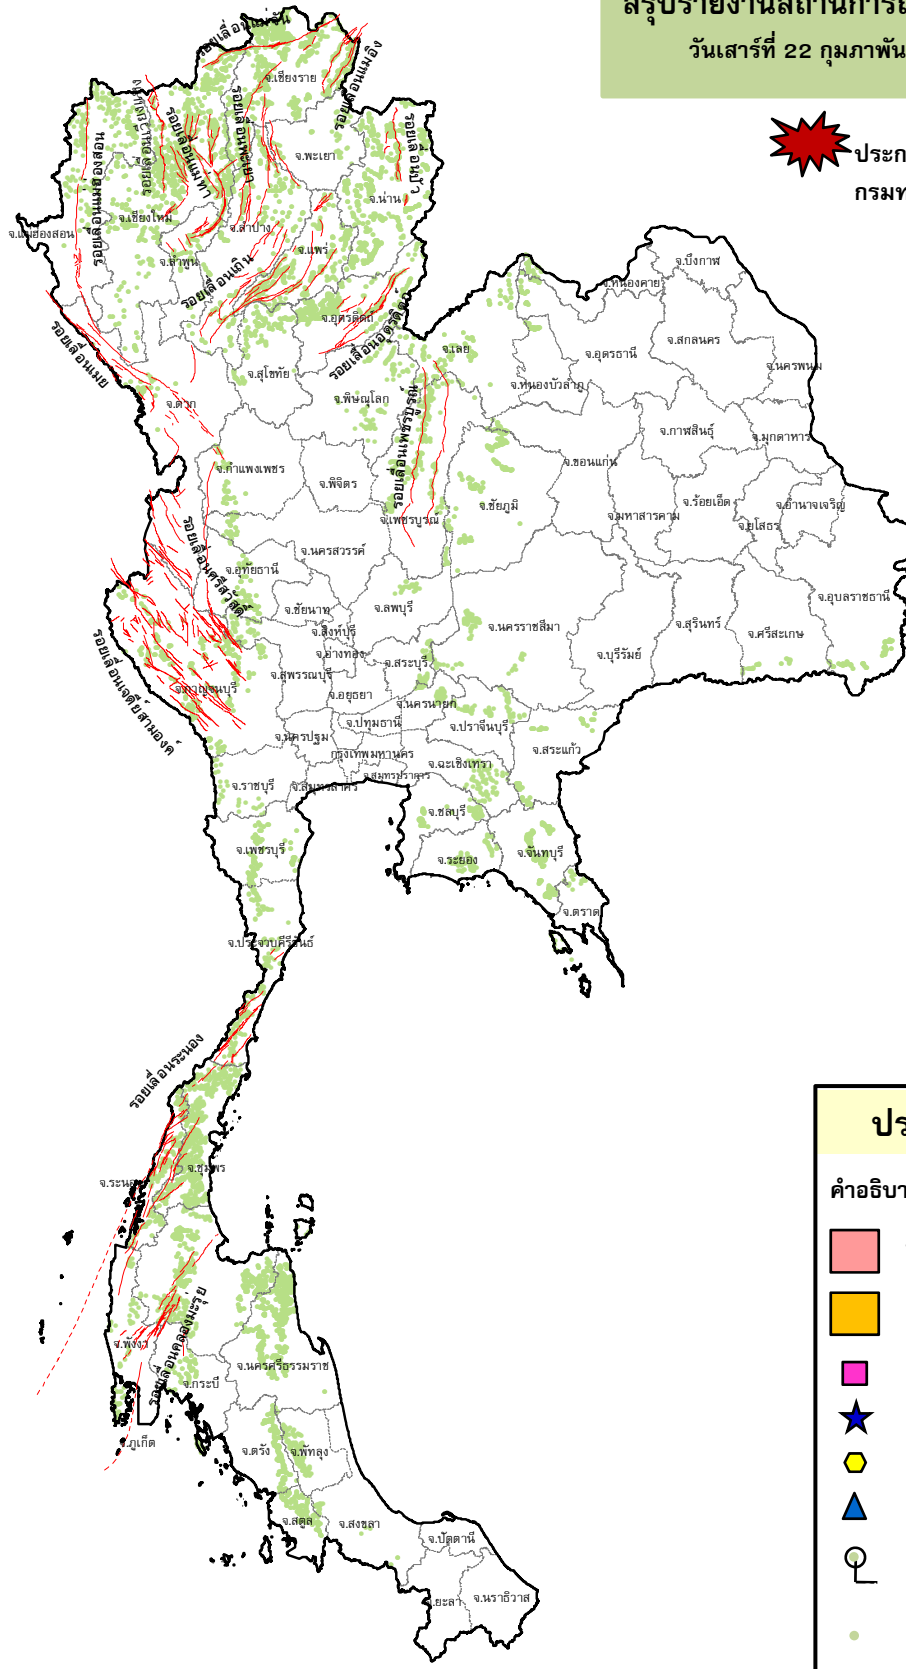 สรุปรายงานสถานการณ์
วันเสาร์ที่ 22 กุมภาพัน
ประก
กรมท
รอยเลื่อนแม่จัน
จ.เชียงราย
รอยเลื่อนแม่อิง
รอยเลื่อนพะเยา
รอยเลื่อนแม่ทา
รอยเลื่อนปัว
จ.พะเยา
รอยเลื่อนแม่ฮ่องสอน
จ.น่าน
จ.เชียงใหม่
จ.แม่ฮ่องสอน
จ.ลำปาง
จ.แพร่
จ.ลำพูน
รอยเลื่อนเถิน
จ.บึงกาฬ
จ.หนองคาย
จ.อุตรดิตถ์
รอยเลื่อนอุตรดิตถ์
รอยเลื่อนเมย
จ.สกลนคร
จ.เลย
จ.อุดรธานี
จ.นครพนม
จ.สุโขทัย
จ.หนองบัวลำภู
จ.ตาก
จ.พิษณุโลก
รอยเลื่อนเพชรบูรณ์
จ.กาฬสินธุ์
จ.มุกดาหาร
จ.กำแพงเพชร
จ.ขอนแก่น
จ.พิจิตร
จ.ชัยภูมิ
จ.ร้อยเอ็ด
จ.อำนาจเจริญ
จ.เพชรบูรณ์
จ.มหาสารคาม
จ.ยโสธร
รอยเลื่อนศรีสวัสดิ์
จ.นครสวรรค์
จ.อุทัยธานี
จ.อุบลราชธานี
จ.ชัยนาท
จ.ลพบุรี
จ.นครราชสีมา
จ.สุรินทร์
จ.ศรีสะเกษ
จ.สิงห์บุรี
จ.อ่างทอง
จ.บุรีรัมย์
จ.สระบุรี
รอยเลื่อนเจดีย์สามองค์
จ.สุพรรณบุรี
จ.กาญจนบุรี
จ.อยุธยา
จ.นครนายก
จ.ปทุมธานี
จ.ปราจีนบุรี
จ.นครปฐม
จ.สระแก้ว
กรุงเทพมหานคร
จ.ฉะเชิงเทรา
จ.สมทรปราการ
จ.ราชบุรี
จ.สมุทรสาคร
จ.ชลบุรี
จ.เพชรบุรี
จ.ระยอง
จ.จันทบุรี
จ.ตราด
จ.ประจวบคีรีขันธ์
รอยเลื่อนระนอง
ปร
จ.ชุมพร
จ.ระนอ
คำอธิบา
รอยเลื่อนคลองมะรุ่ย
จ.พังงา
จ.นครศรีธรรมราช
จ.กระบี่
จ.ภูเก็ต
จ.ตรัง
จ.พัทลุง
จ.สตูล
จ.สงขลา
จ.ปัตตานี
จ.ยะลา
จ.นราธิวาส